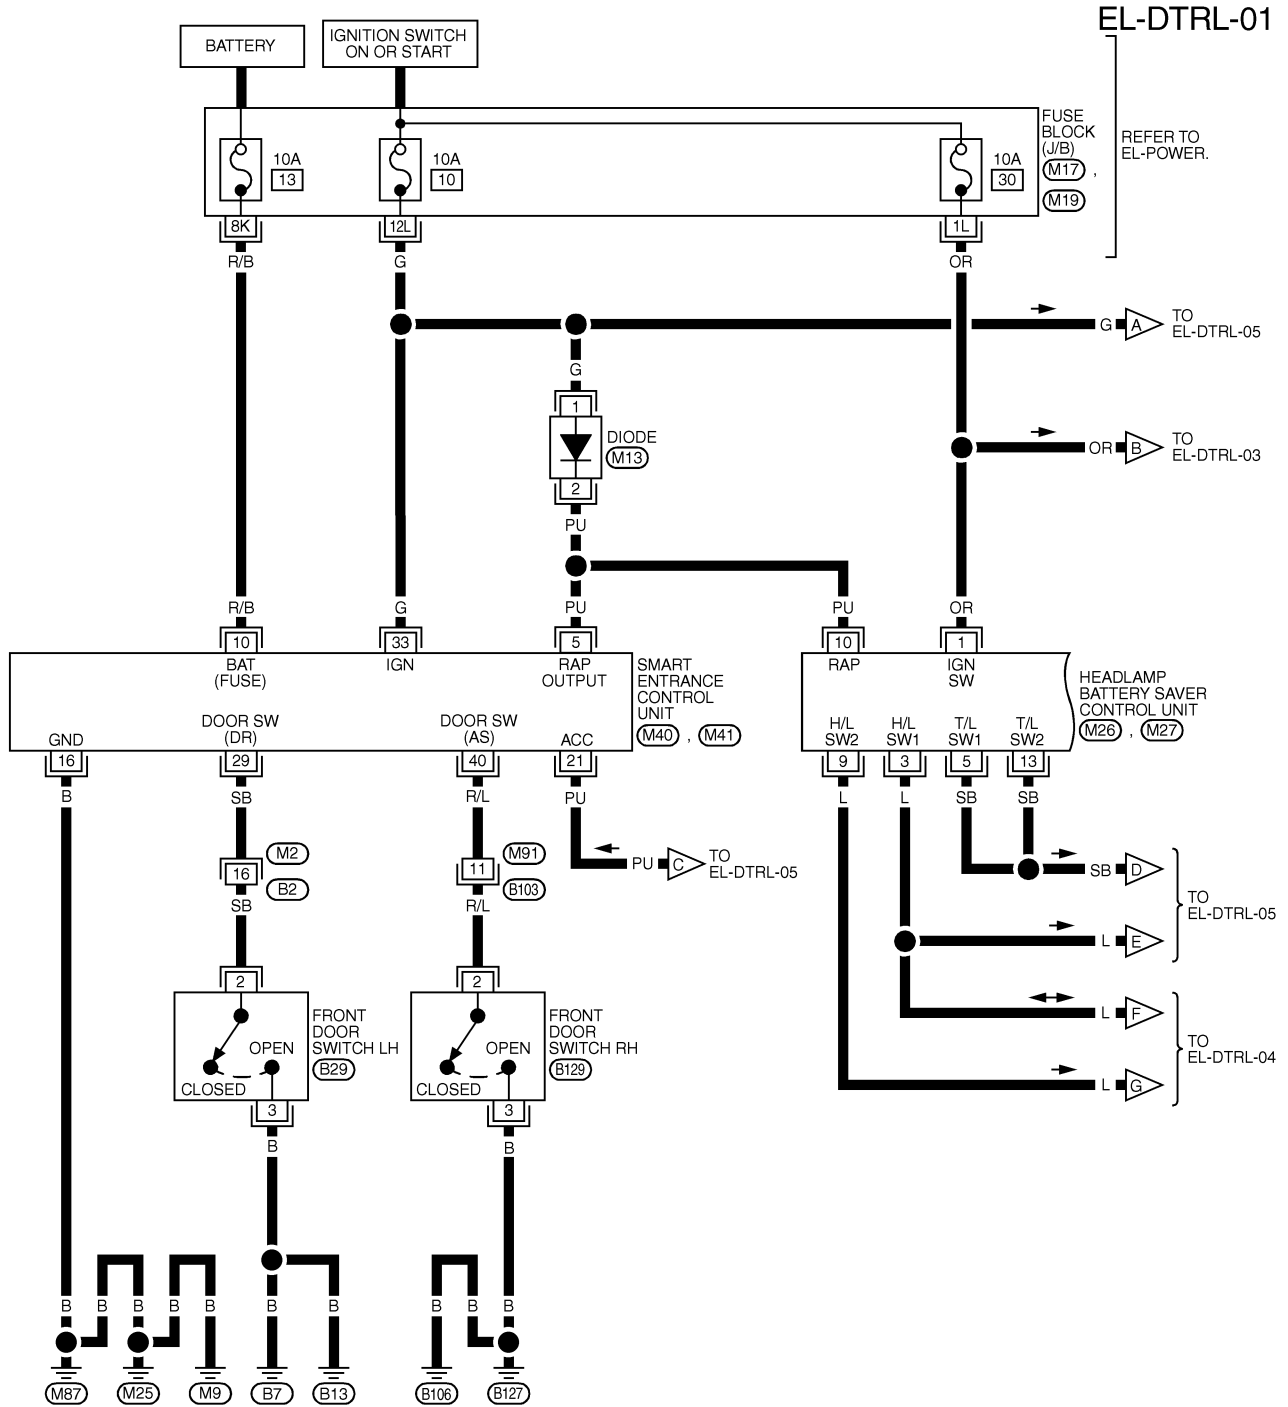 EL-DTRL-01
BATTERY
IGNITION SWITCH
ON OR START
FUSE
BLOCK
(J/B)
M17 ,
M19
REFER TO
EL-POWER.
10A
13
10A
10
10A
30
8K
12L
1L
R/B
G
OR
G
A
TO
EL-DTRL-05
G
1
DIODE
M13
2
PU
OR
B
TO
EL-DTRL-03
R/B
G
PU
PU
OR
10
33
5
10
1
BAT
(FUSE)
IGN
RAP
OUTPUT
SMART
ENTRANCE
CONTROL
UNIT
M40 , M41
RAP
IGN
SW
HEADLAMP
BATTERY SAVER
CONTROL UNIT
M26 , M27
GND
DOOR SW
(DR)
DOOR SW
(AS)
ACC
H/L
SW2
H/L
SW1
T/L
SW1
T/L
SW2
16
29
40
21
9
3
5
13
B
SB
R/L
PU
L
L
SB
SB
M2
16
B2
M91
11
B103
PU
C
TO
EL-DTRL-05
SB
D
SB
R/L
L
E
TO
EL-DTRL-05
2
2
FRONT
DOOR
SWITCH LH
B29
OPEN
CLOSED
FRONT
DOOR
SWITCH RH
B129
OPEN
CLOSED
L
F
L
G
TO
EL-DTRL-04
3
3
B
B
B
B
B
B
B
B
B
B
B
B
M87
M25
M9
B7
B13
B106
B127